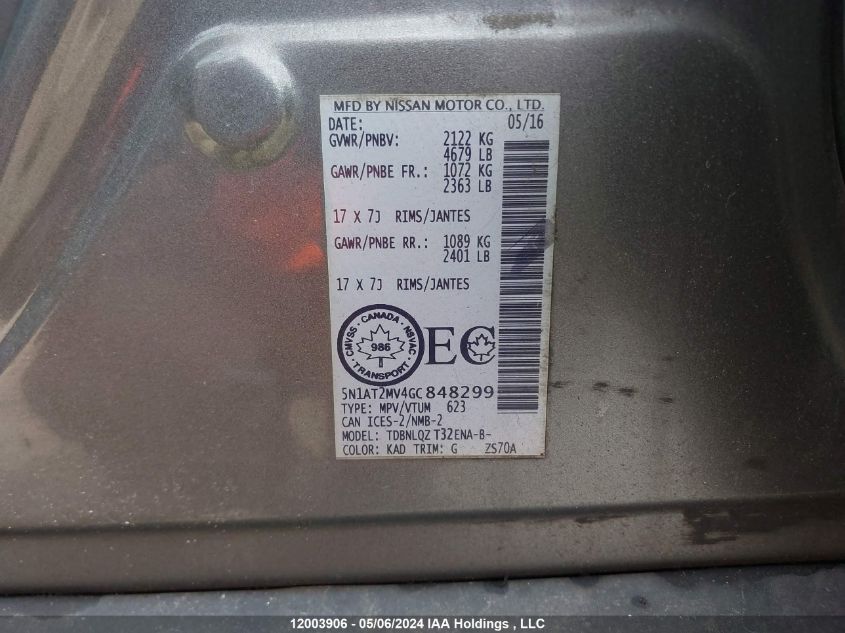 MFD BY NISSAN MOTOR CO., LTD.
DATE: 05/16
GVWR/PNBV: 2122 KG
4679 LB
GAWR/PNBE FR.: 1072 KG
2363 LB
17 X 7J RIMS/JANTES
GAWR/PNBE RR.: 1089 KG
2401 LB
17 X 7J RIMS/JANTES
CMVSS · CANADA · NSVAC · TRANSPORT ·
986
EC
5N1AT2MV4GC848299
TYPE: MPV/VTUM 623
CAN ICES-2/NMB-2
MODEL: TDBNLQZ T32ENA-B-
COLOR: KAD TRIM: G ZS70A
12003906 - 05/06/2024 IAA Holdings , LLC